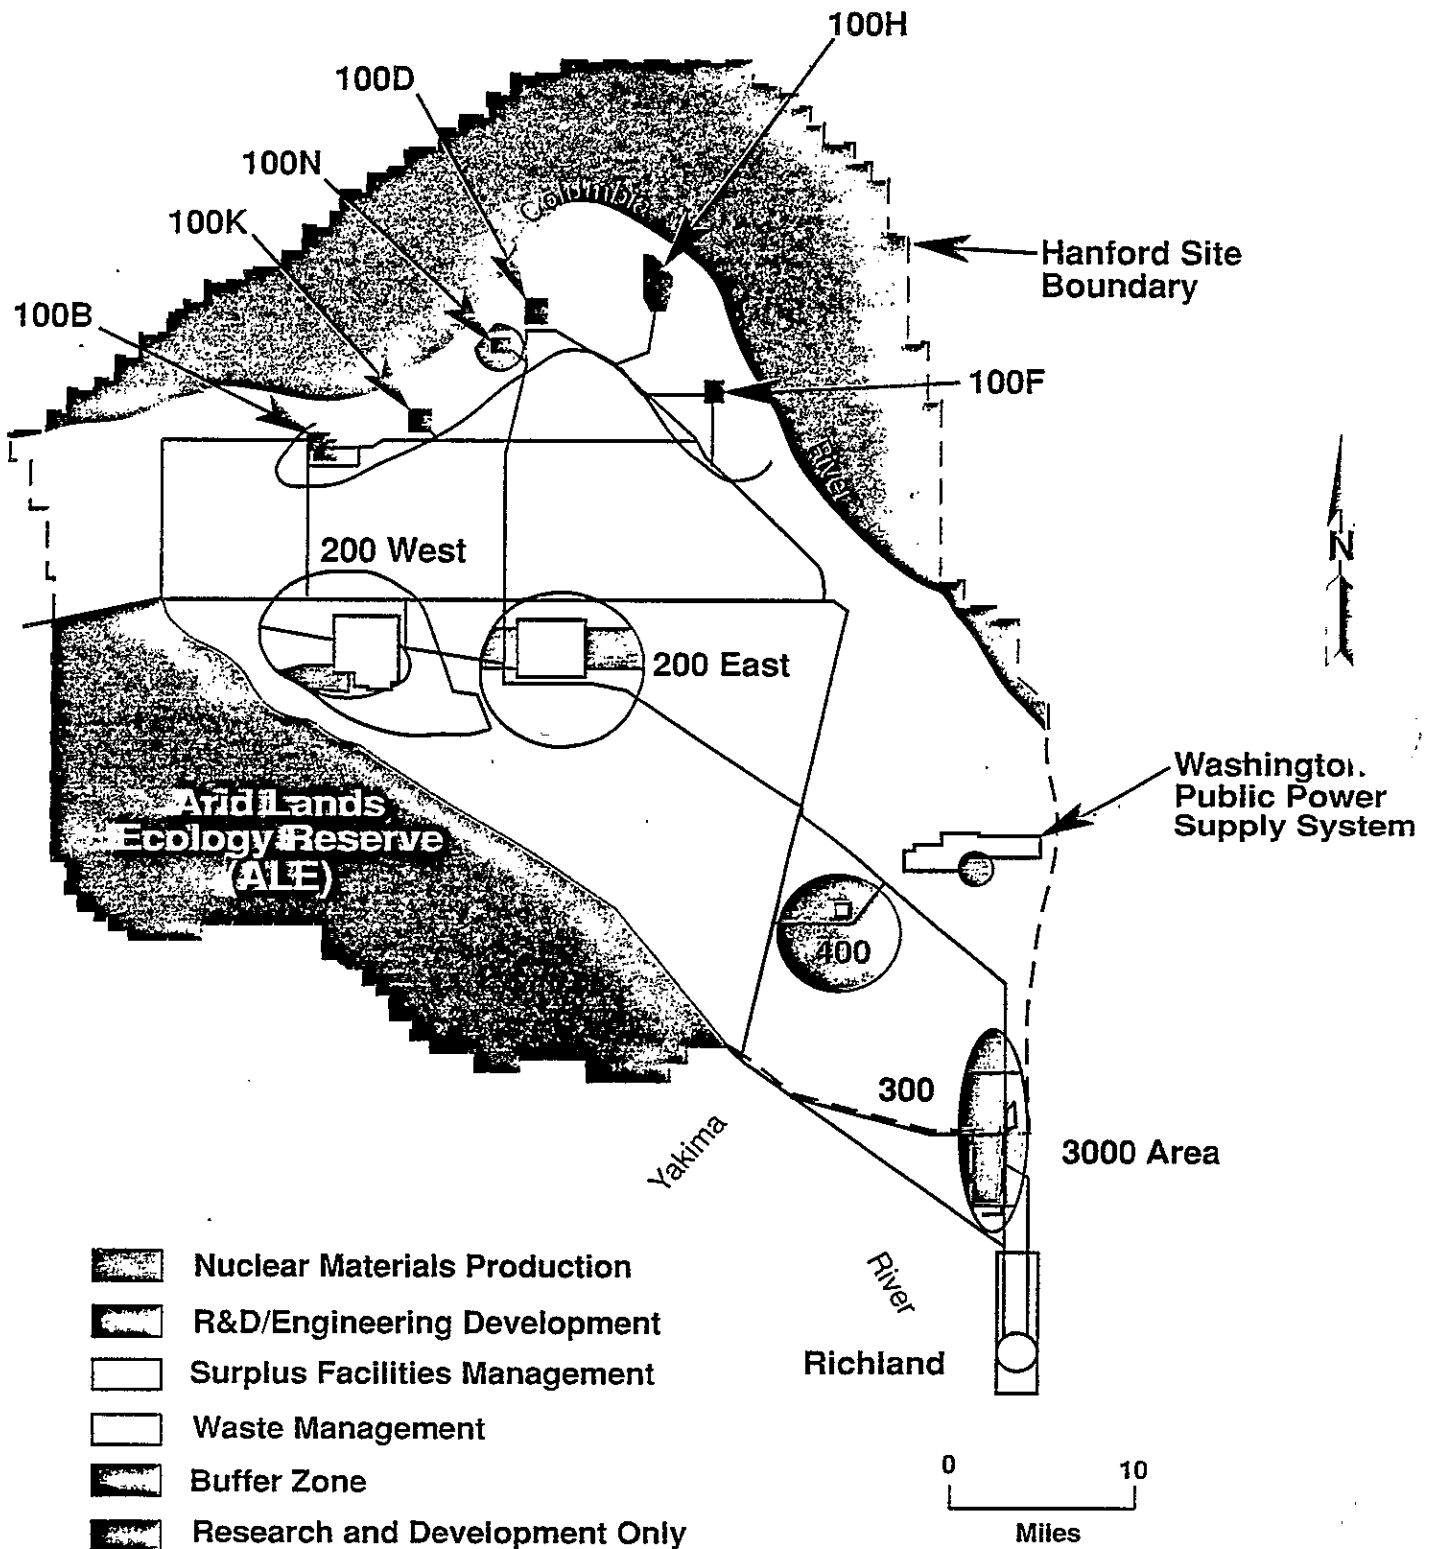 100H
100D
100N
100K
100B
Columbia
Hanford Site
Boundary
100F
River
N
200 West
200 East
Washington
Public Power
Supply System
Arid Lands
Ecology Reserve
(ALE)
400
300
3000 Area
Yakima
River
Richland
Nuclear Materials Production
R&D/Engineering Development
Surplus Facilities Management
Waste Management
Buffer Zone
Research and Development Only
0 10
Miles